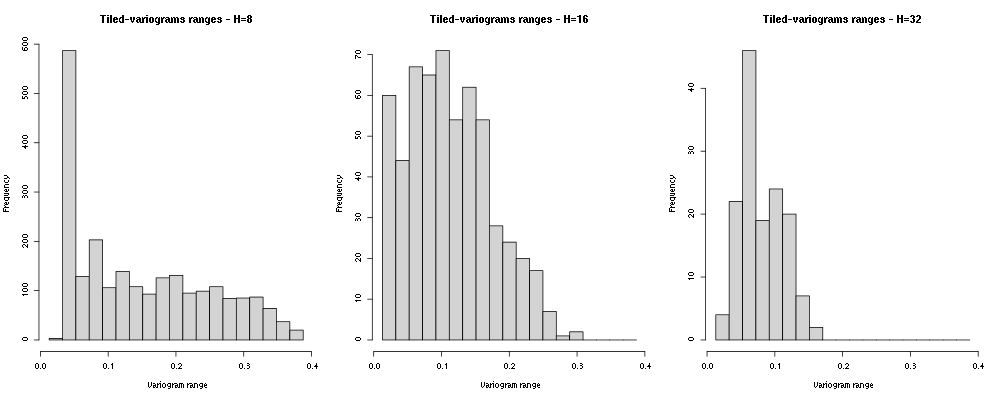 Tiled-variograms ranges - H=8
Frequency
600
500
400
300
200
100
0
0.0 0.1 0.2 0.3 0.4
Variogram range
Tiled-variograms ranges - H=16
Frequency
70
60
50
40
30
20
10
0
0.0 0.1 0.2 0.3 0.4
Variogram range
Tiled-variograms ranges - H=32
Frequency
40
30
20
10
0
0.0 0.1 0.2 0.3 0.4
Variogram range